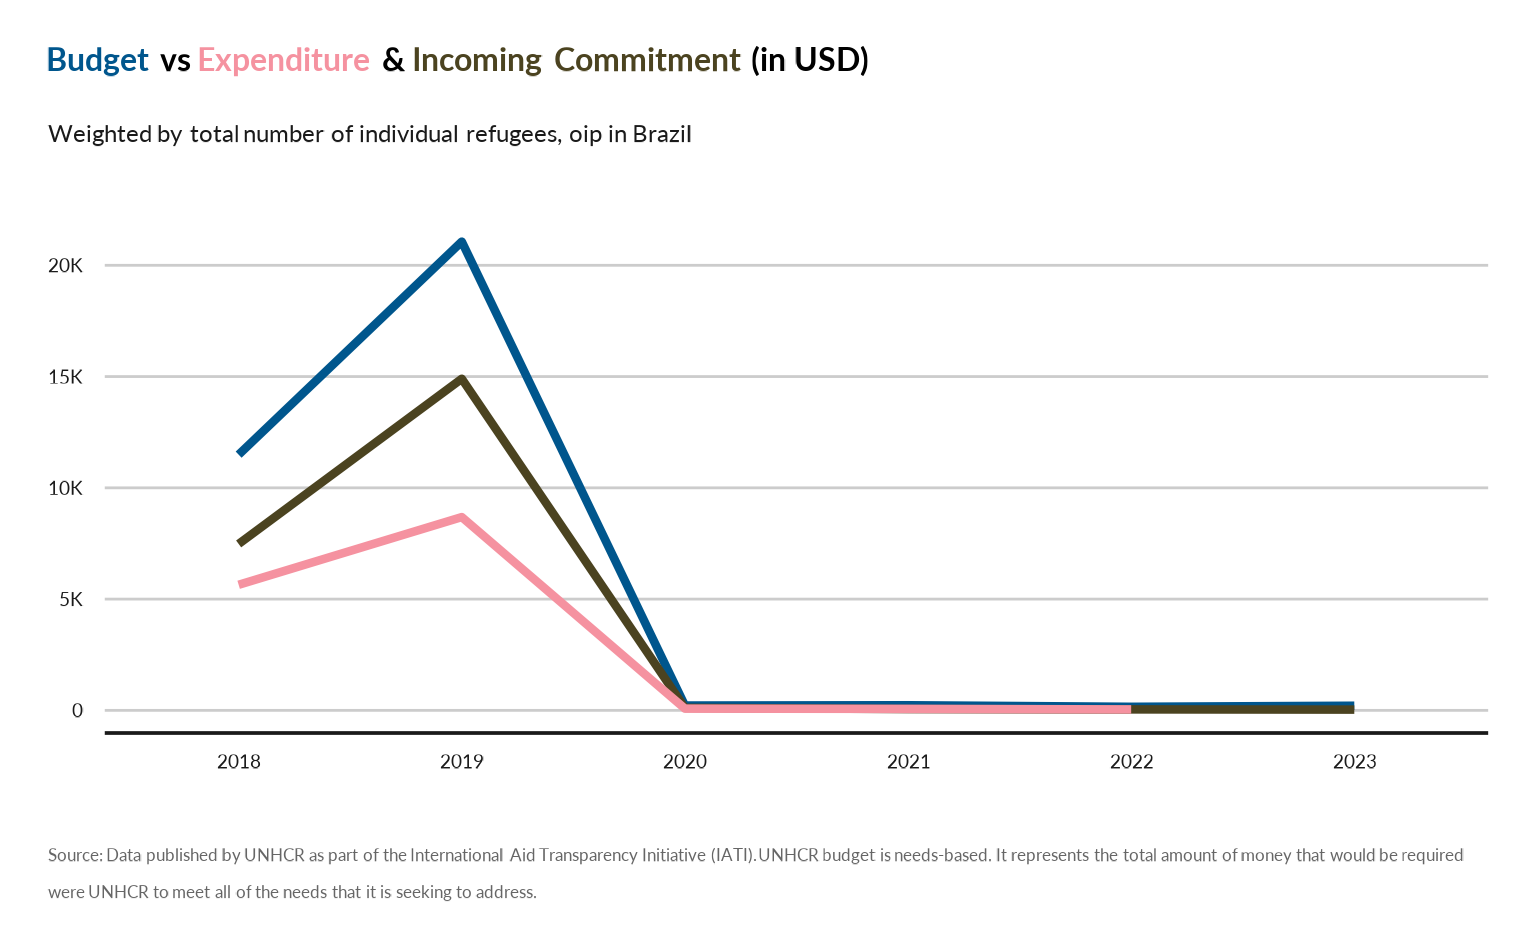 Budget vs Expenditure & Incoming Commitment (in USD)
Weighted by total number of individual refugees, oip in Brazil
20K
15K
10K
5K
0
2018 2019 2020 2021 2022 2023
Source: Data published by UNHCR as part of the International Aid Transparency Initiative (IATI).UNHCR budget is needs-based. It represents the total amount of money that would be required
were UNHCR to meet all of the needs that it is seeking to address.